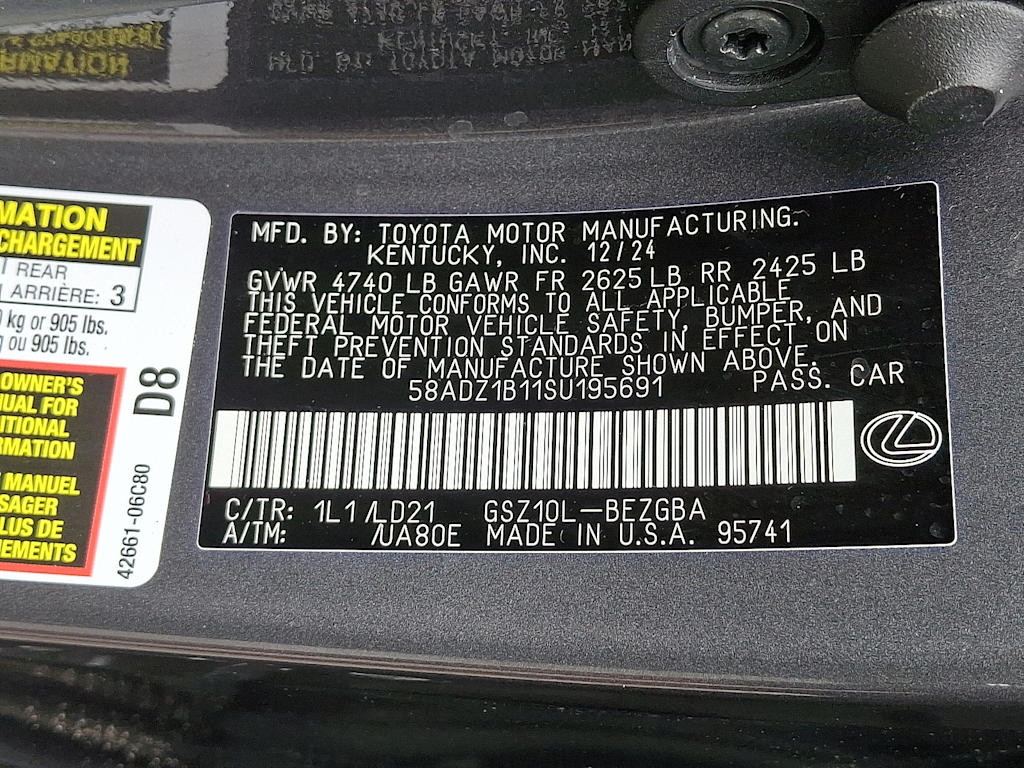 MATION
CHARGEMENT
REAR
ARRIÈRE: 3
kg or 905 lbs.
ou 905 lbs.
OWNER'S
UAL FOR
ITIONAL
RMATION
MANUEL
SAGER
PLUS DE
NEMENTS
D8
42661-06C80
MFD. BY: TOYOTA MOTOR MANUFACTURING.
KENTUCKY, INC. 12/24
GVWR 4740 LB GAWR FR 2625 LB RR 2425 LB
THIS VEHICLE CONFORMS TO ALL APPLICABLE
FEDERAL MOTOR VEHICLE SAFETY, BUMPER, AND
THEFT PREVENTION STANDARDS IN EFFECT ON
THE DATE OF MANUFACTURE SHOWN ABOVE.
58ADZ1B11SU195691 PASS. CAR
C/TR: 1L1 /LD21 GSZ10L-BEZGBA
A/TM: /UA80E MADE IN U.S.A. 95741